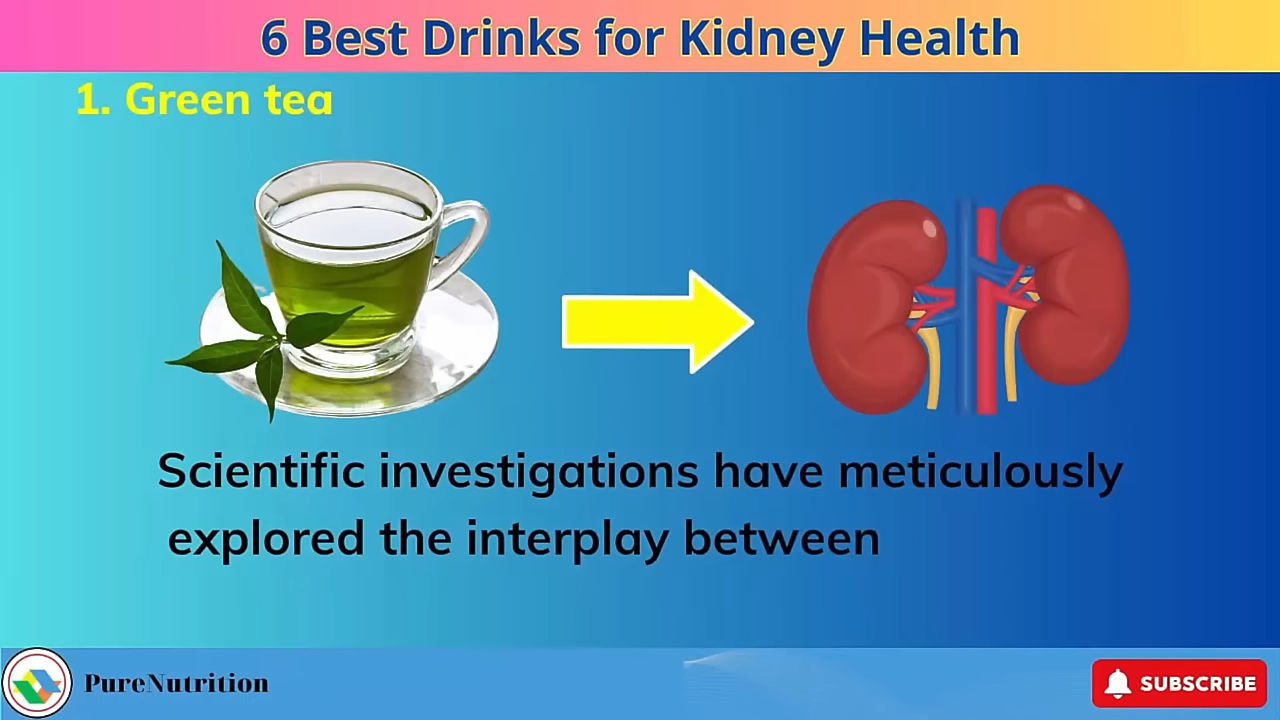 6 Best Drinks for Kidney Health
1. Green tea
Scientific investigations have meticulously
explored the interplay between
PureNutrition
SUBSCRIBE